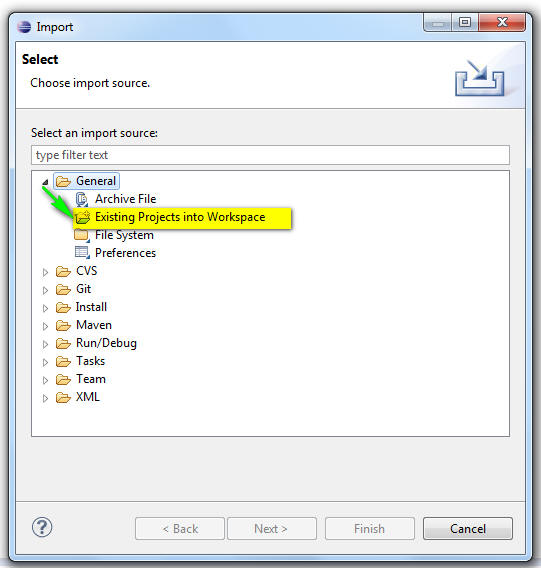 Import
Select
Choose import source.
Select an import source:
type filter text
General
Archive File
Existing Projects into Workspace
File System
Preferences
CVS
Git
Install
Maven
Run/Debug
Tasks
Team
XML
?
< Back
Next >
Finish
Cancel